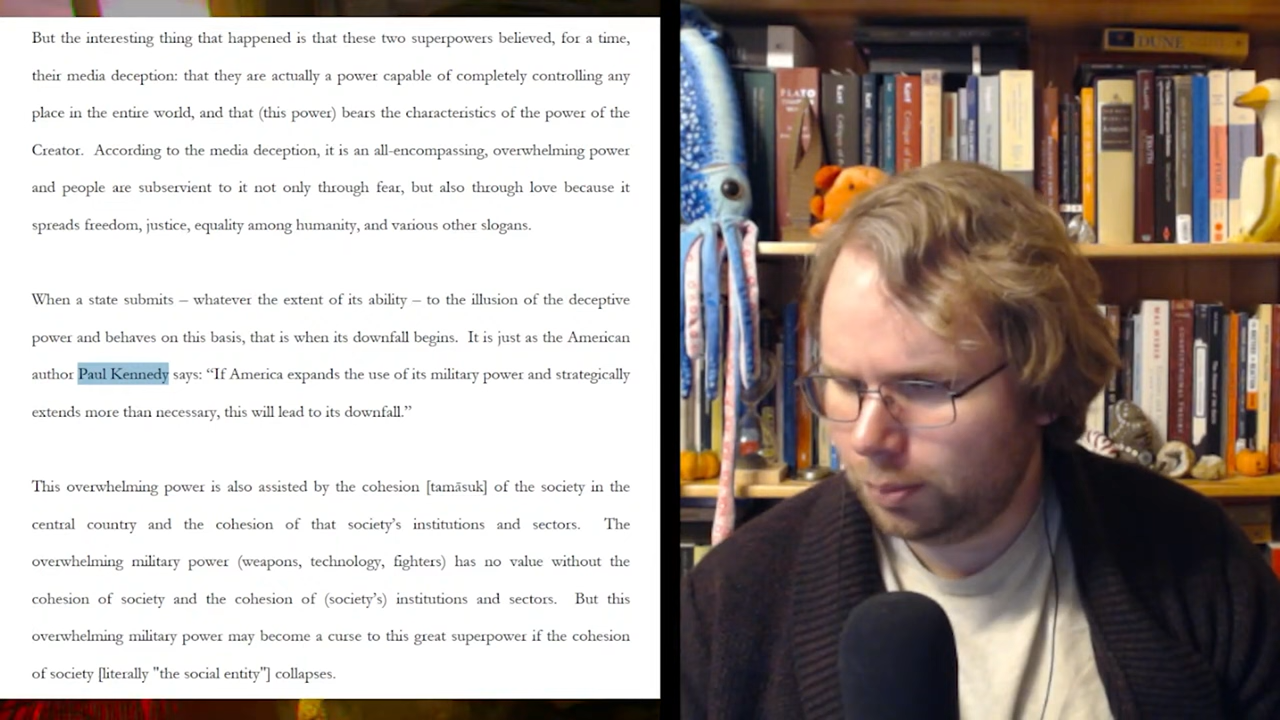 But the interesting thing that happened is that these two superpowers believed, for a time,
their media deception: that they are actually a power capable of completely controlling any
place in the entire world, and that (this power) bears the characteristics of the power of the
Creator. According to the media deception, it is an all-encompassing, overwhelming power
and people are subservient to it not only through fear, but also through love because it
spreads freedom, justice, equality among humanity, and various other slogans.
When a state submits – whatever the extent of its ability – to the illusion of the deceptive
power and behaves on this basis, that is when its downfall begins. It is just as the American
author Paul Kennedy says: “If America expands the use of its military power and strategically
extends more than necessary, this will lead to its downfall.”
This overwhelming power is also assisted by the cohesion [tamāsuk] of the society in the
central country and the cohesion of that society’s institutions and sectors. The
overwhelming military power (weapons, technology, fighters) has no value without the
cohesion of society and the cohesion of (society’s) institutions and sectors. But this
overwhelming military power may become a curse to this great superpower if the cohesion
of society [literally "the social entity"] collapses.
DUNE
PLATO
Kant
Kant
TRUTH